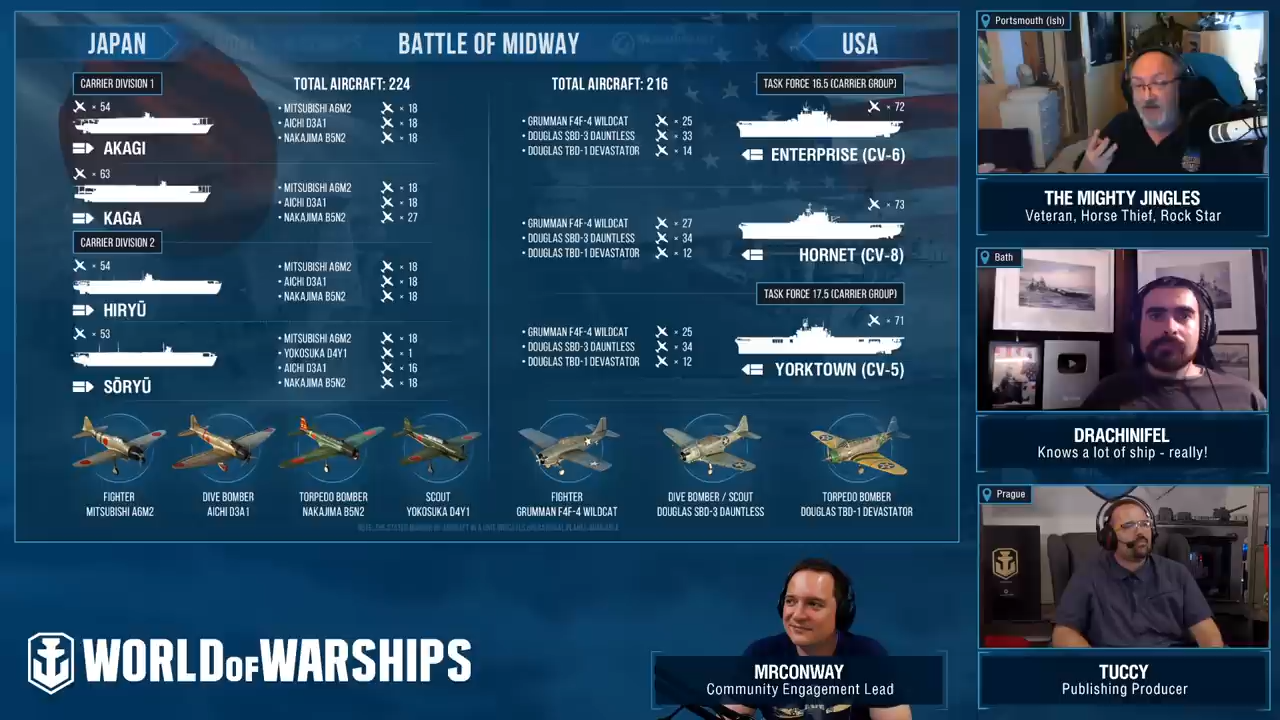 JAPAN
BATTLE OF MIDWAY
USA
CARRIER DIVISION 1
TOTAL AIRCRAFT: 224
× 54
AKAGI
• MITSUBISHI A6M2 × 18
• AICHI D3A1 × 18
• NAKAJIMA B5N2 × 18
× 63
KAGA
• MITSUBISHI A6M2 × 18
• AICHI D3A1 × 18
• NAKAJIMA B5N2 × 27
CARRIER DIVISION 2
× 54
HIRYŪ
• MITSUBISHI A6M2 × 18
• AICHI D3A1 × 18
• NAKAJIMA B5N2 × 18
× 53
SŌRYŪ
• MITSUBISHI A6M2 × 18
• YOKOSUKA D4Y1 × 1
• AICHI D3A1 × 16
• NAKAJIMA B5N2 × 18
TOTAL AIRCRAFT: 216
TASK FORCE 16.5 (CARRIER GROUP)
• GRUMMAN F4F-4 WILDCAT × 25
• DOUGLAS SBD-3 DAUNTLESS × 33
• DOUGLAS TBD-1 DEVASTATOR × 14
× 72
ENTERPRISE (CV-6)
• GRUMMAN F4F-4 WILDCAT × 27
• DOUGLAS SBD-3 DAUNTLESS × 34
• DOUGLAS TBD-1 DEVASTATOR × 12
× 73
HORNET (CV-8)
TASK FORCE 17.5 (CARRIER GROUP)
• GRUMMAN F4F-4 WILDCAT × 25
• DOUGLAS SBD-3 DAUNTLESS × 34
• DOUGLAS TBD-1 DEVASTATOR × 12
× 71
YORKTOWN (CV-5)
FIGHTER
MITSUBISHI A6M2
DIVE BOMBER
AICHI D3A1
TORPEDO BOMBER
NAKAJIMA B5N2
SCOUT
YOKOSUKA D4Y1
FIGHTER
GRUMMAN F4F-4 WILDCAT
DIVE BOMBER / SCOUT
DOUGLAS SBD-3 DAUNTLESS
TORPEDO BOMBER
DOUGLAS TBD-1 DEVASTATOR
Portsmouth (ish)
THE MIGHTY JINGLES
Veteran, Horse Thief, Rock Star
Bath
DRACHINIFEL
Knows a lot of ship - really!
Prague
TUCCY
Publishing Producer
MRCONWAY
Community Engagement Lead
WORLD OF WARSHIPS